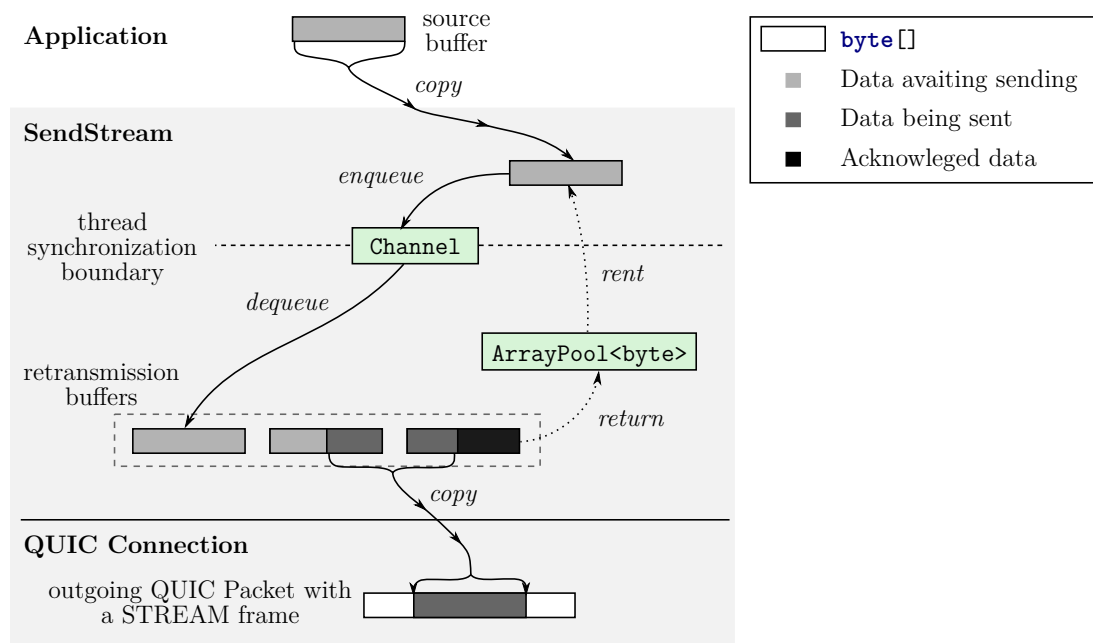 Application
source
buffer
copy
byte[]
Data avaiting sending
Data being sent
Acknowleged data
SendStream
enqueue
thread
synchronization
boundary
Channel
rent
dequeue
ArrayPool<byte>
retransmission
buffers
return
copy
QUIC Connection
outgoing QUIC Packet with
a STREAM frame